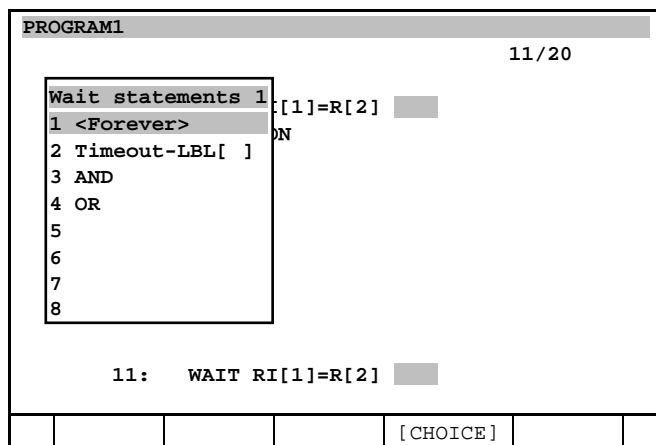 PROGRAM1
11/20
Wait statements 1
1 <Forever>
2 Timeout-LBL[ ]
3 AND
4 OR
5
6
7
8
[1]=R[2]
ON
11: WAIT RI[1]=R[2]
[CHOICE]